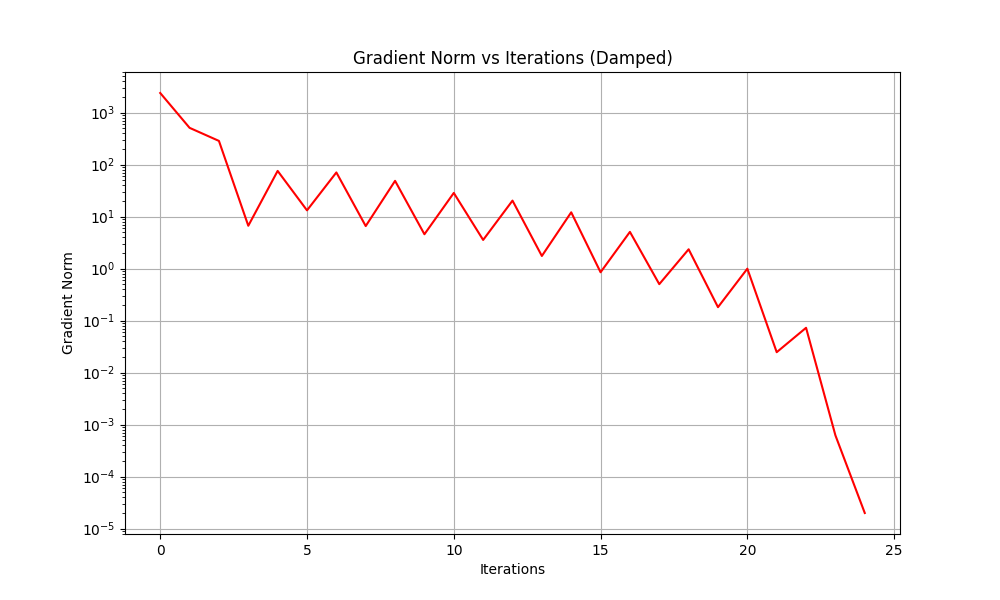 Gradient Norm vs Iterations (Damped)
Gradient Norm
10³
10²
10¹
10⁰
10⁻¹
10⁻²
10⁻³
10⁻⁴
10⁻⁵
0 5 10 15 20 25
Iterations